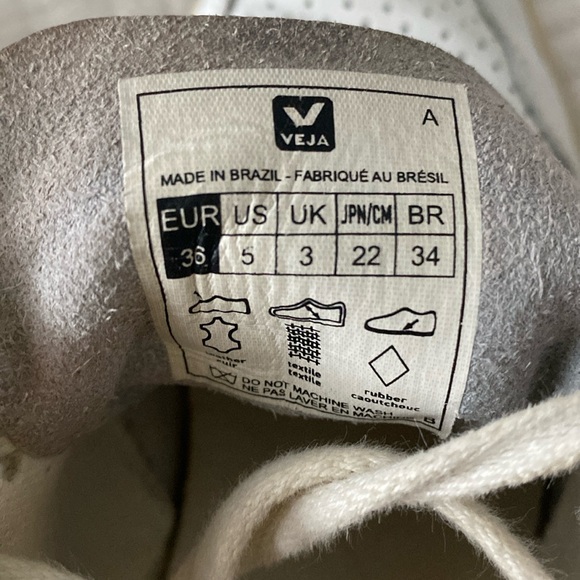 VEJA
A
MADE IN BRAZIL - FABRIQUÉ AU BRÉSIL
EUR US UK JPN/CM BR
36 5 3 22 34
leather
cuir
textile
textile
rubber
caoutchouc
DO NOT MACHINE WASH
NE PAS LAVER EN MACHINE